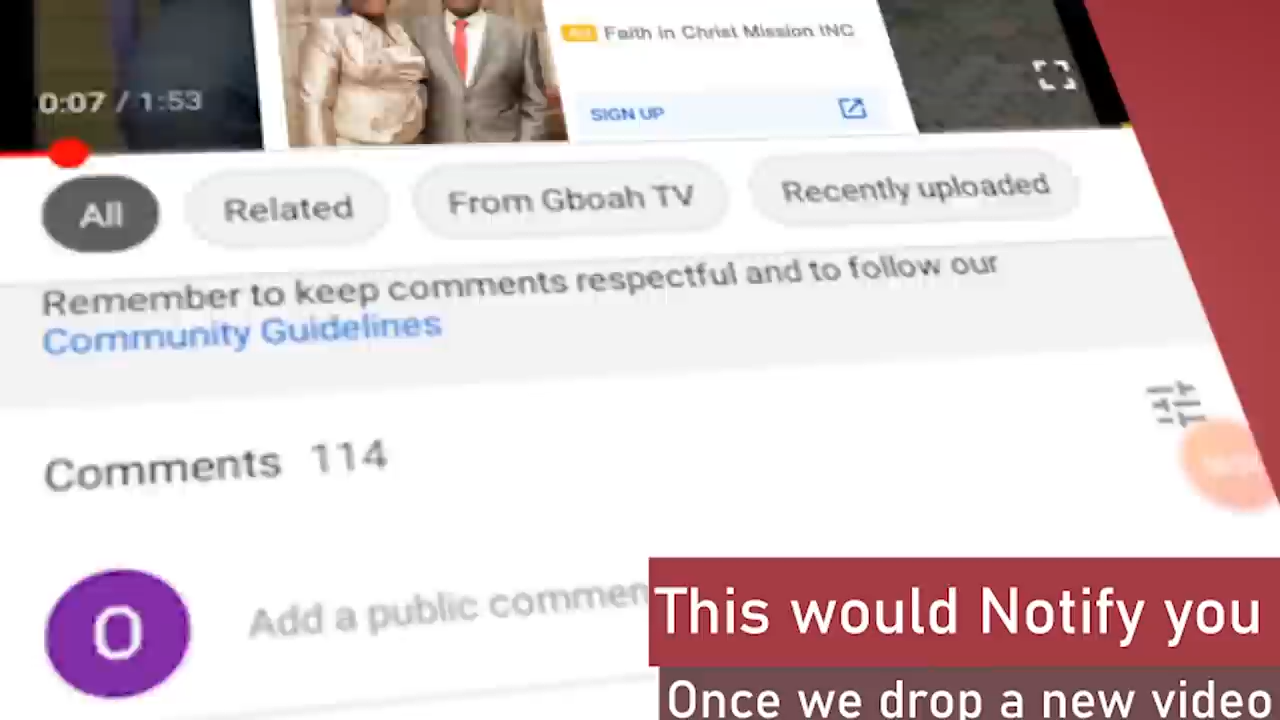 Ad Faith in Christ Mission INC
0:07 / 1:53
SIGN UP
All Related From Gboah TV Recently uploaded
Remember to keep comments respectful and to follow our
Community Guidelines
Comments 114
O Add a public commen
This would Notify you
Once we drop a new video